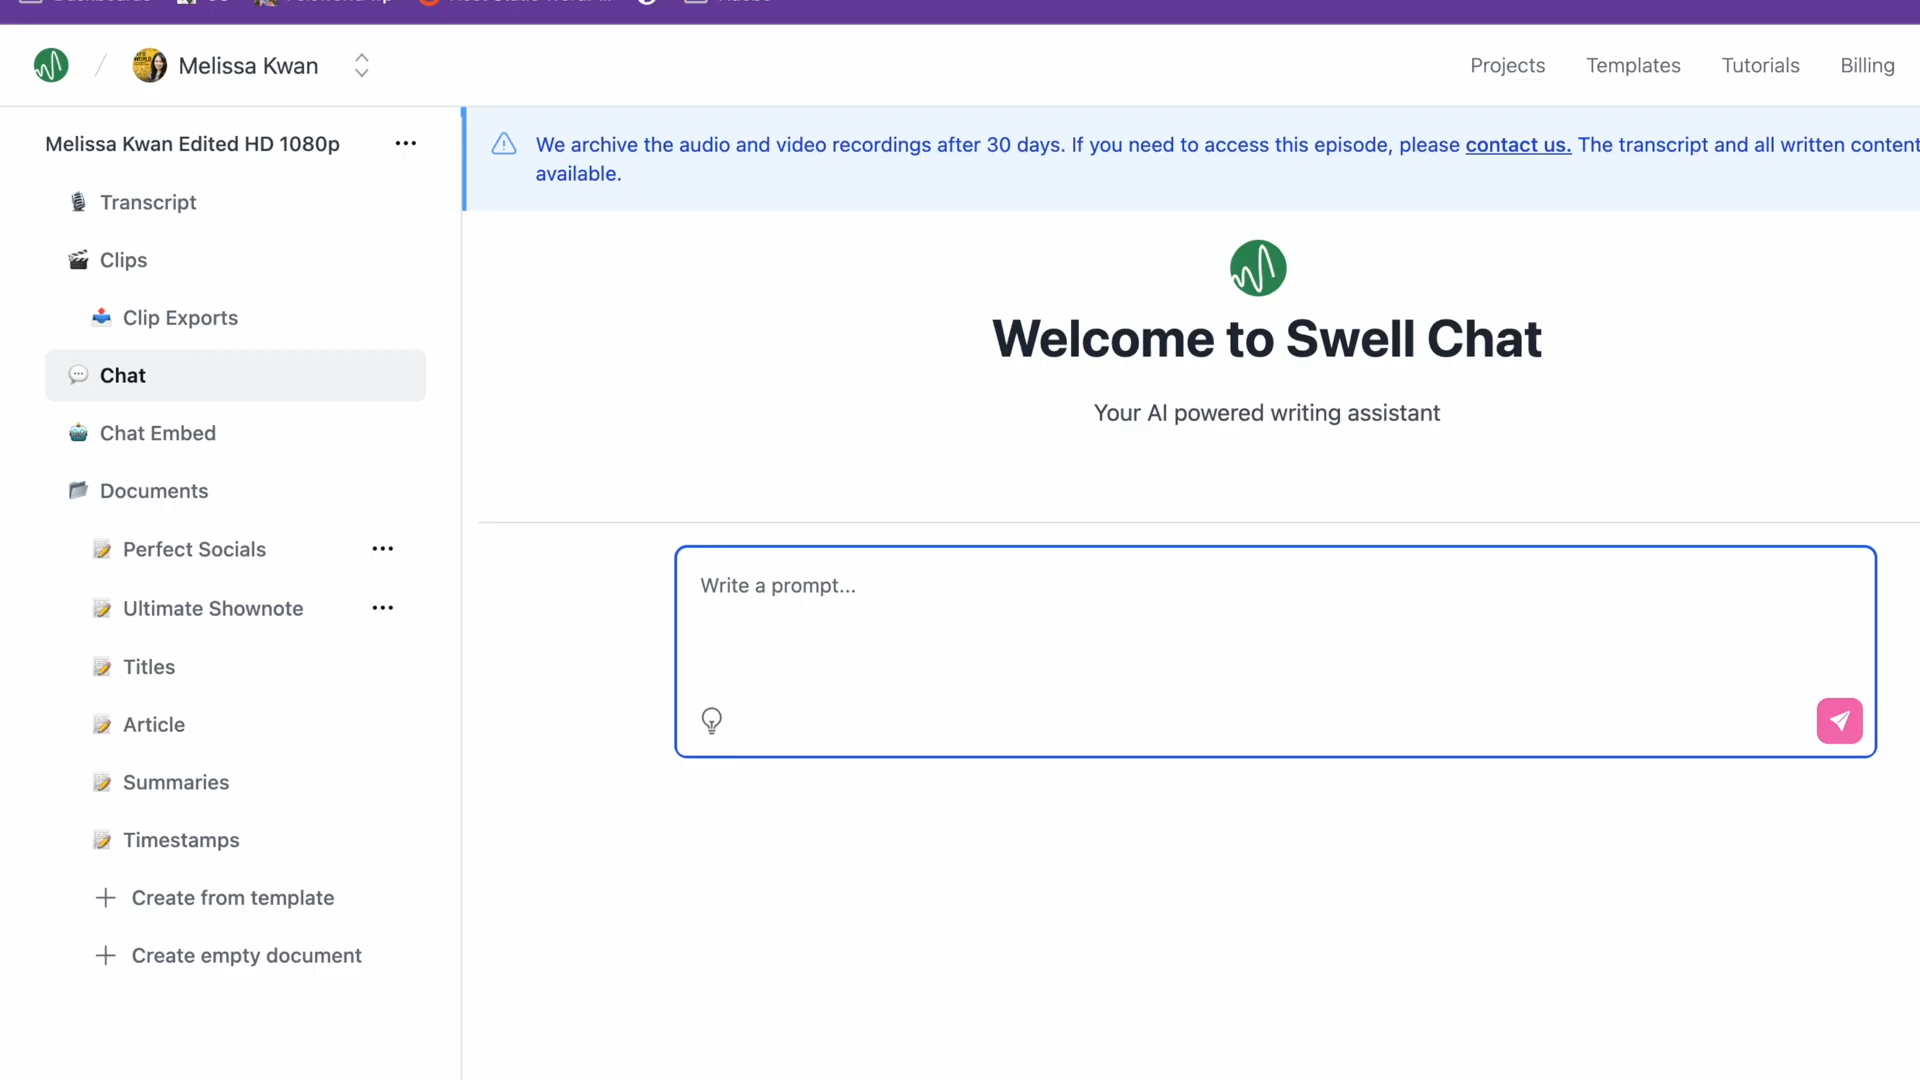 Melissa Kwan
Projects
Templates
Tutorials
Billing
Melissa Kwan Edited HD 1080p
Transcript
Clips
Clip Exports
Chat
Chat Embed
Documents
Perfect Socials
Ultimate Shownote
Titles
Article
Summaries
Timestamps
Create from template
Create empty document
We archive the audio and video recordings after 30 days. If you need to access this episode, please contact us. The transcript and all written content
available.
Welcome to Swell Chat
Your AI powered writing assistant
Write a prompt...